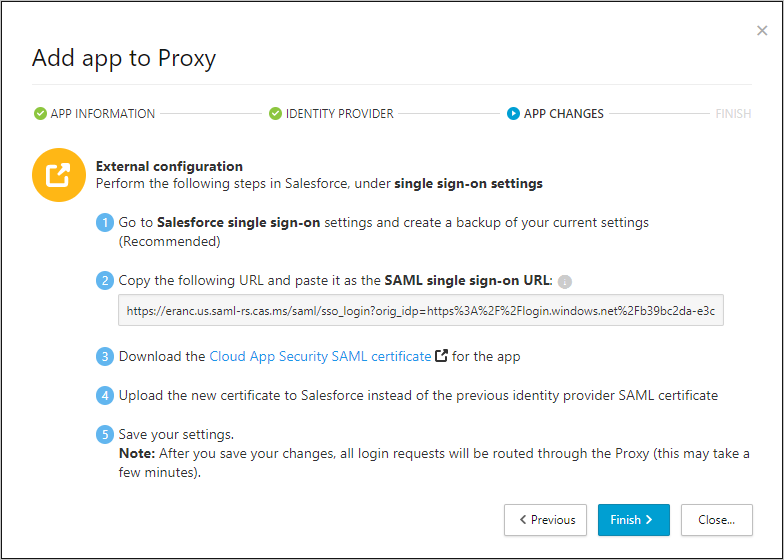 Add app to Proxy
APP INFORMATION
IDENTITY PROVIDER
APP CHANGES
FINISH
External configuration
Perform the following steps in Salesforce, under single sign-on settings
1 Go to Salesforce single sign-on settings and create a backup of your current settings
(Recommended)
2 Copy the following URL and paste it as the SAML single sign-on URL:
https://eranc.us.saml-rs.cas.ms/saml/sso_login?orig_idp=https%3A%2F%2Flogin.windows.net%2Fb39bc2da-e3c
3 Download the Cloud App Security SAML certificate for the app
4 Upload the new certificate to Salesforce instead of the previous identity provider SAML certificate
5 Save your settings.
Note: After you save your changes, all login requests will be routed through the Proxy (this may take a
few minutes).
Previous
Finish
Close...